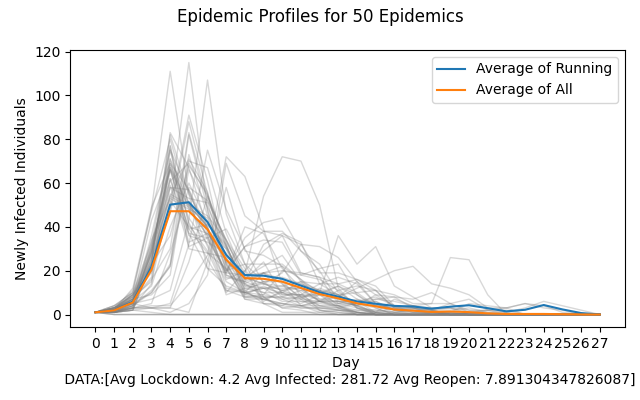 Epidemic Profiles for 50 Epidemics
Newly Infected Individuals
120
100
80
60
40
20
0
Average of Running
Average of All
0 1 2 3 4 5 6 7 8 9 10 11 12 13 14 15 16 17 18 19 20 21 22 23 24 25 26 27
Day
DATA:[Avg Lockdown: 4.2 Avg Infected: 281.72 Avg Reopen: 7.891304347826087]